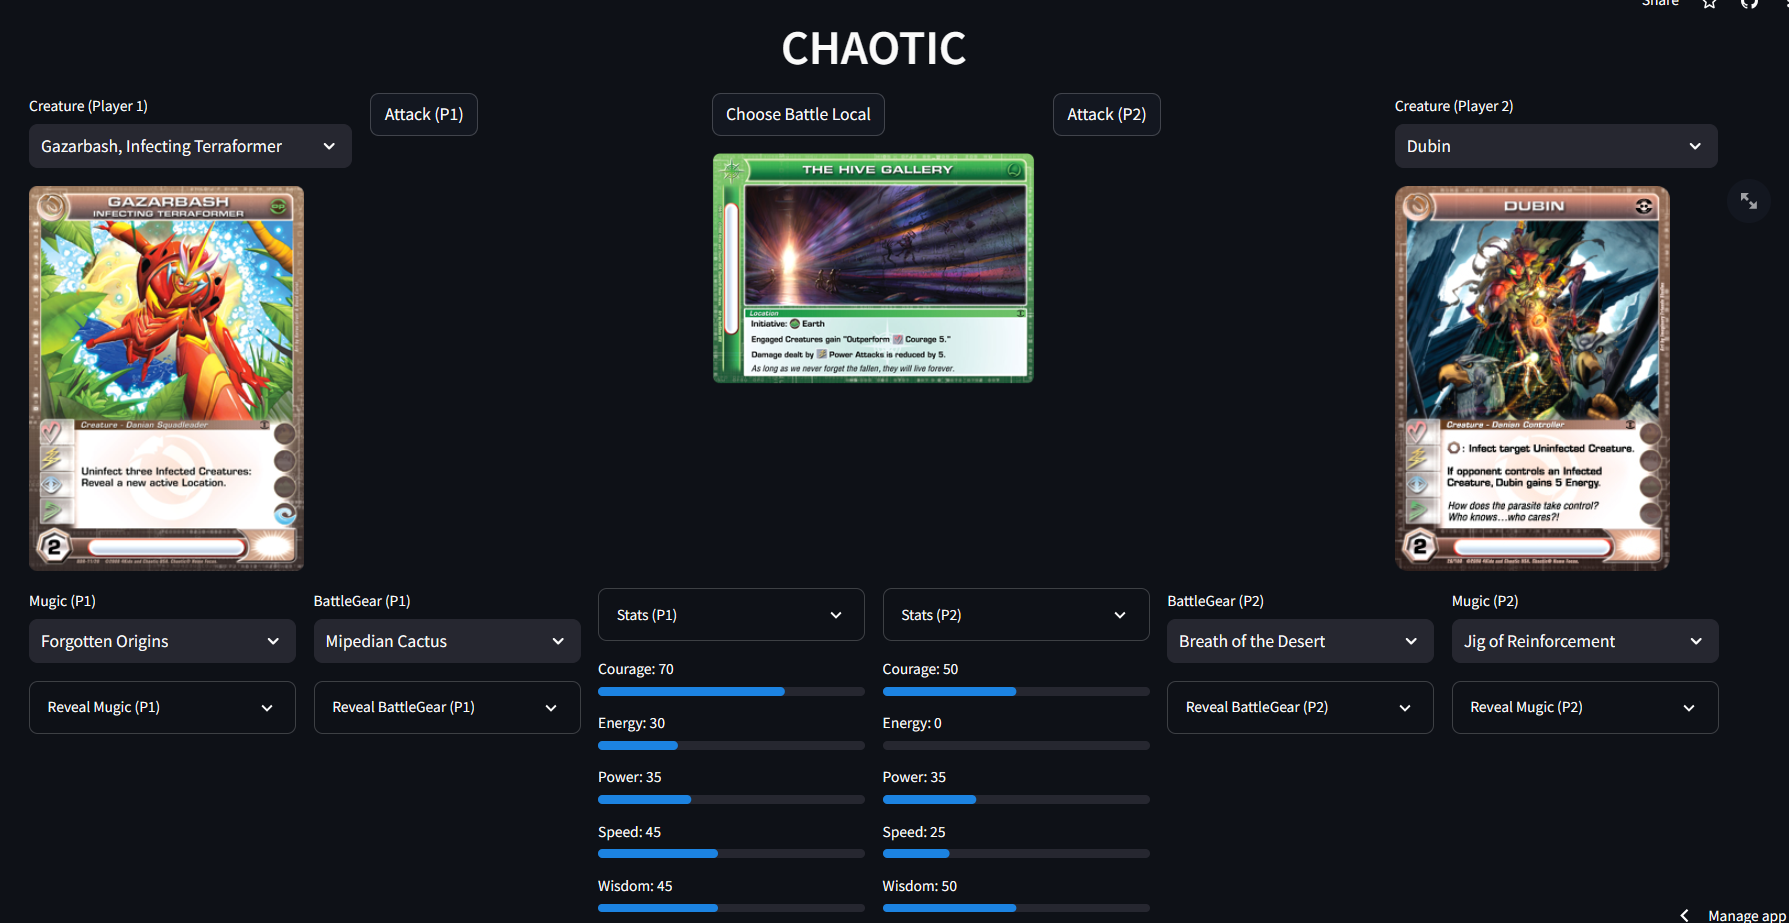 Share
CHAOTIC
Creature (Player 1)
Gazarbash, Infecting Terraformer
Attack (P1)
Choose Battle Local
Attack (P2)
Creature (Player 2)
Dubin
GAZARBASH
INFECTING TERRAFORMER
Creature - Danian Squadleader
Uninfect three Infected Creatures:
Reveal a new active Location.
2
THE HIVE GALLERY
Location
Initiative: Earth
Engaged Creatures gain "Outperform Courage 5."
Damage dealt by Power Attacks is reduced by 5.
As long as we never forget the fallen, they will live forever.
DUBIN
Creature - Danian Controller
: Infect target Uninfected Creature.
If opponent controls an Infected
Creature, Dubin gains 5 Energy.
How does the parasite take control?
Who knows...who cares?!
2
Mugic (P1)
Forgotten Origins
Reveal Mugic (P1)
BattleGear (P1)
Mipedian Cactus
Reveal BattleGear (P1)
Stats (P1)
Courage: 70
Energy: 30
Power: 35
Speed: 45
Wisdom: 45
Stats (P2)
Courage: 50
Energy: 0
Power: 35
Speed: 25
Wisdom: 50
BattleGear (P2)
Breath of the Desert
Reveal BattleGear (P2)
Mugic (P2)
Jig of Reinforcement
Reveal Mugic (P2)
Manage app